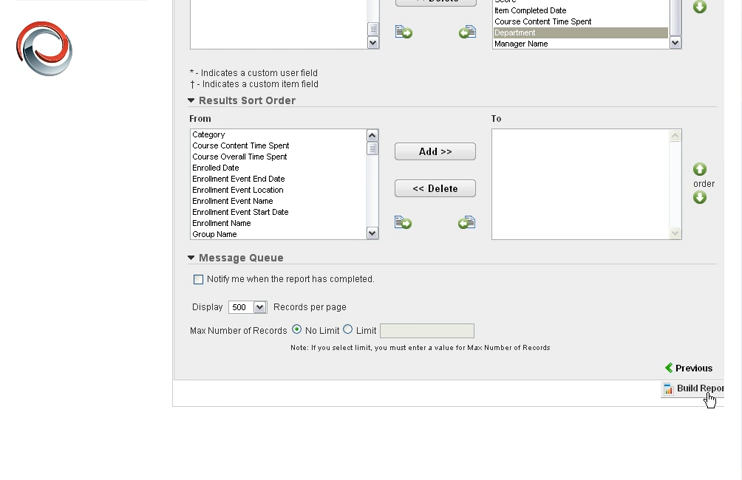 << Delete
Score
Item Completed Date
Course Content Time Spent
Department
Manager Name
* - Indicates a custom user field
† - Indicates a custom item field
Results Sort Order
From
To
Category
Course Content Time Spent
Course Overall Time Spent
Enrolled Date
Enrollment Event End Date
Enrollment Event Location
Enrollment Event Name
Enrollment Event Start Date
Enrollment Name
Group Name
Add >>
<< Delete
order
Message Queue
Notify me when the report has completed.
Display 500 Records per page
Max Number of Records No Limit Limit
Note: If you select limit, you must enter a value for Max Number of Records
Previous
Build Repor